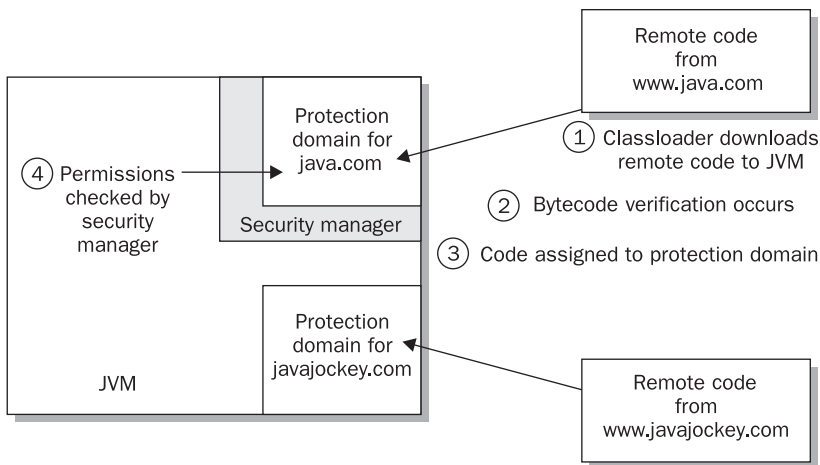 Remote code
from
www.java.com
Protection
domain for
java.com
1 Classloader downloads
remote code to JVM
4 Permissions
checked by
security
manager
2 Bytecode verification occurs
Security manager
3 Code assigned to protection domain
Protection
domain for
javajockey.com
JVM
Remote code
from
www.javajockey.com